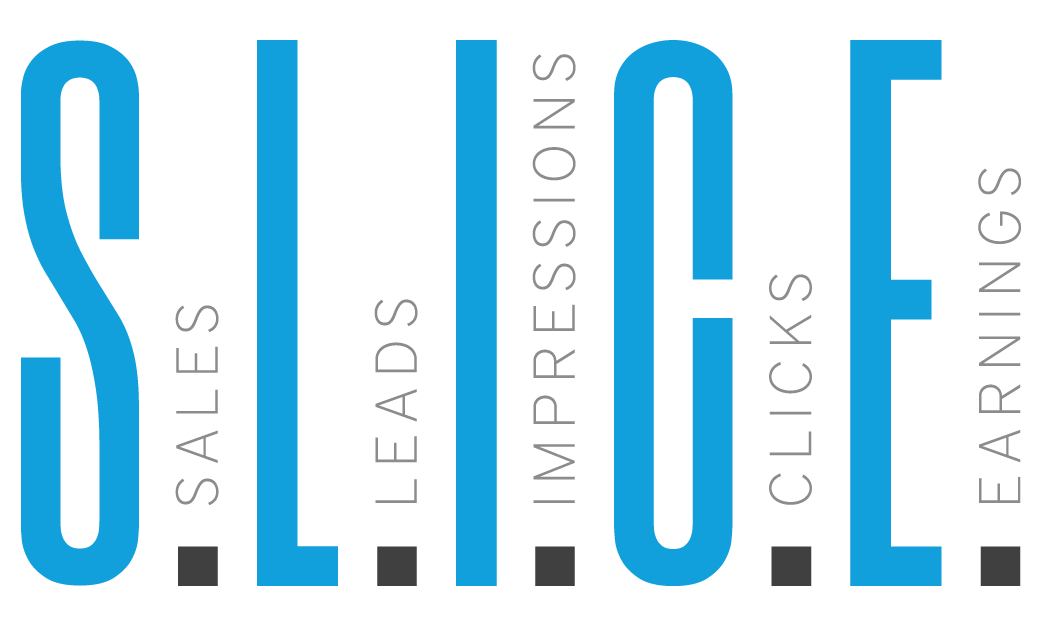 S.L.I.C.E.
SALES
LEADS
IMPRESSIONS
CLICKS
EARNINGS